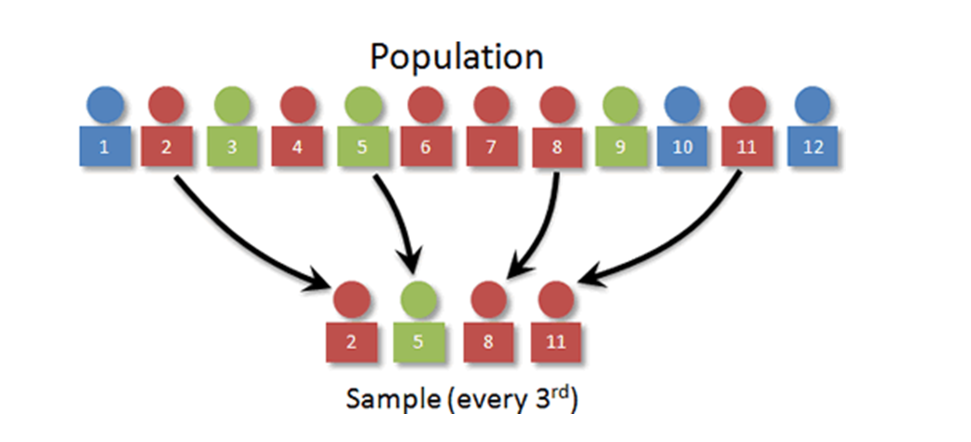 Population
1 2 3 4 5 6 7 8 9 10 11 12
2 5 8 11
Sample (every 3rd)